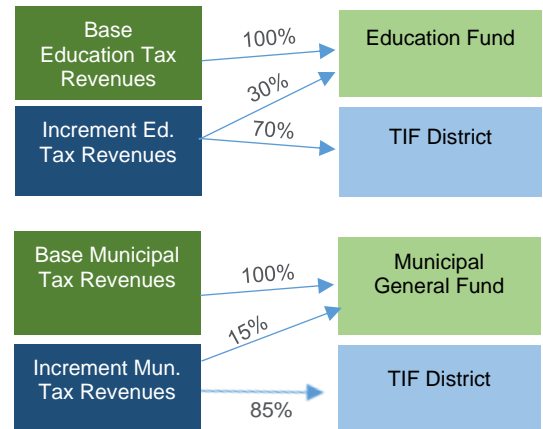 Base
Education Tax
Revenues
100%
Education Fund
30%
Increment Ed.
Tax Revenues
70%
TIF District
Base Municipal
Tax Revenues
100%
Municipal
General Fund
15%
Increment Mun.
Tax Revenues
85%
TIF District